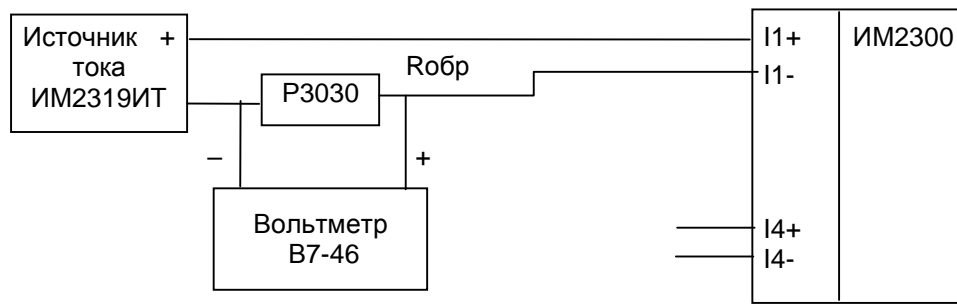 Источник +
тока
ИМ2319ИТ
Р3030
Rобр
–
+
Вольтметр
В7-46
I1+
I1-
I4+
I4-
ИМ2300